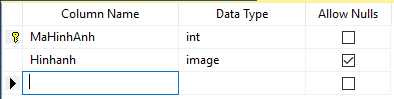 Column Name Data Type Allow Nulls
MaHinhAnh int
Hinhanh image